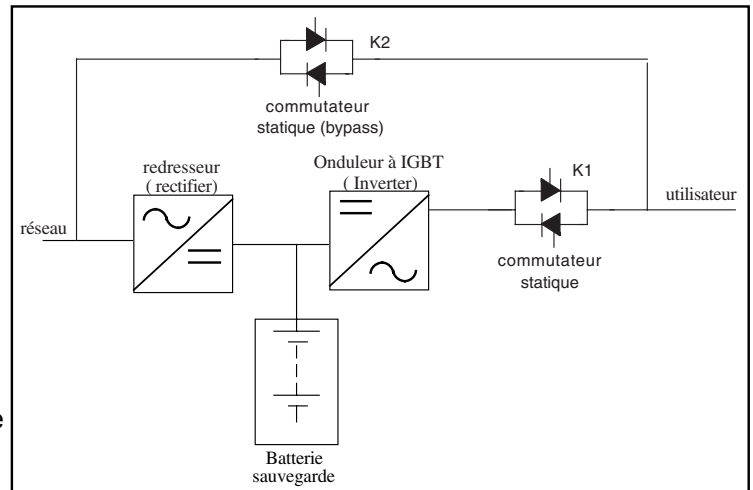 K2
commutateur
statique (bypass)
redresseur
( rectifier)
Onduleur à IGBT
( Inverter)
K1
réseau
utilisateur
commutateur
statique
e
Batterie
sauvegarde